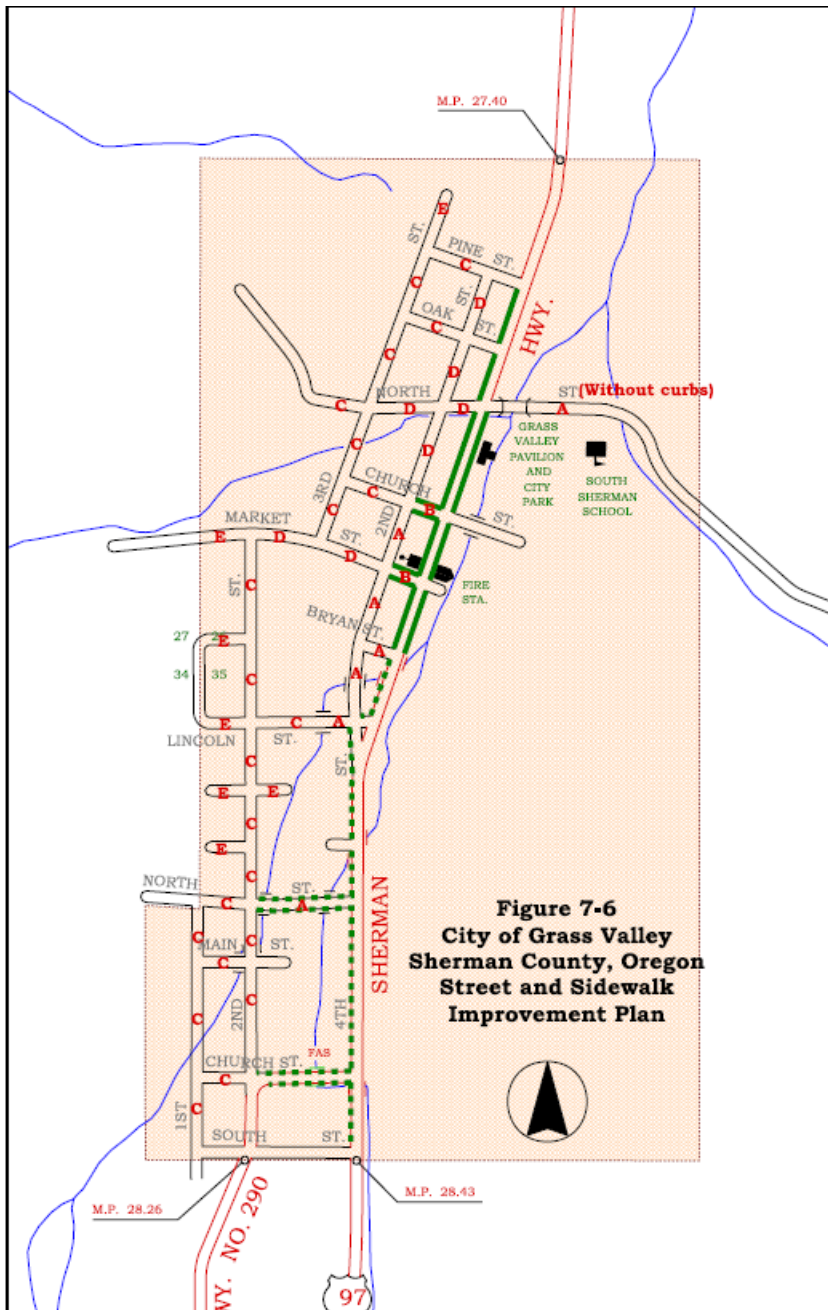 M.P. 27.40
E
ST.
PINE
ST.
C
C
ST.
D
OAK
C
ST.
HWY.
C
D
NORTH
ST
(Without curbs)
C
D
D
A
GRASS
VALLEY
PAVILION
AND
CITY
PARK
SOUTH
SHERMAN
SCHOOL
C
D
3RD
CHURCH
C
2ND
B
ST.
C
MARKET
ST.
A
E
D
D
B
FIRE
STA.
C
ST.
A
BRYAN ST.
27
E
A
34
35
C
A
E
C
A
LINCOLN
ST.
C
ST.
E
E
C
E
C
NORTH
ST.
C
A
SHERMAN
Figure 7-6
City of Grass Valley
Sherman County, Oregon
Street and Sidewalk
Improvement Plan
C
MAIN
C
ST.
C
C
C
2ND
4TH
FAS
CHURCH ST.
C
1ST
C
SOUTH
ST.
M.P. 28.26
M.P. 28.43
WY. NO. 290
97